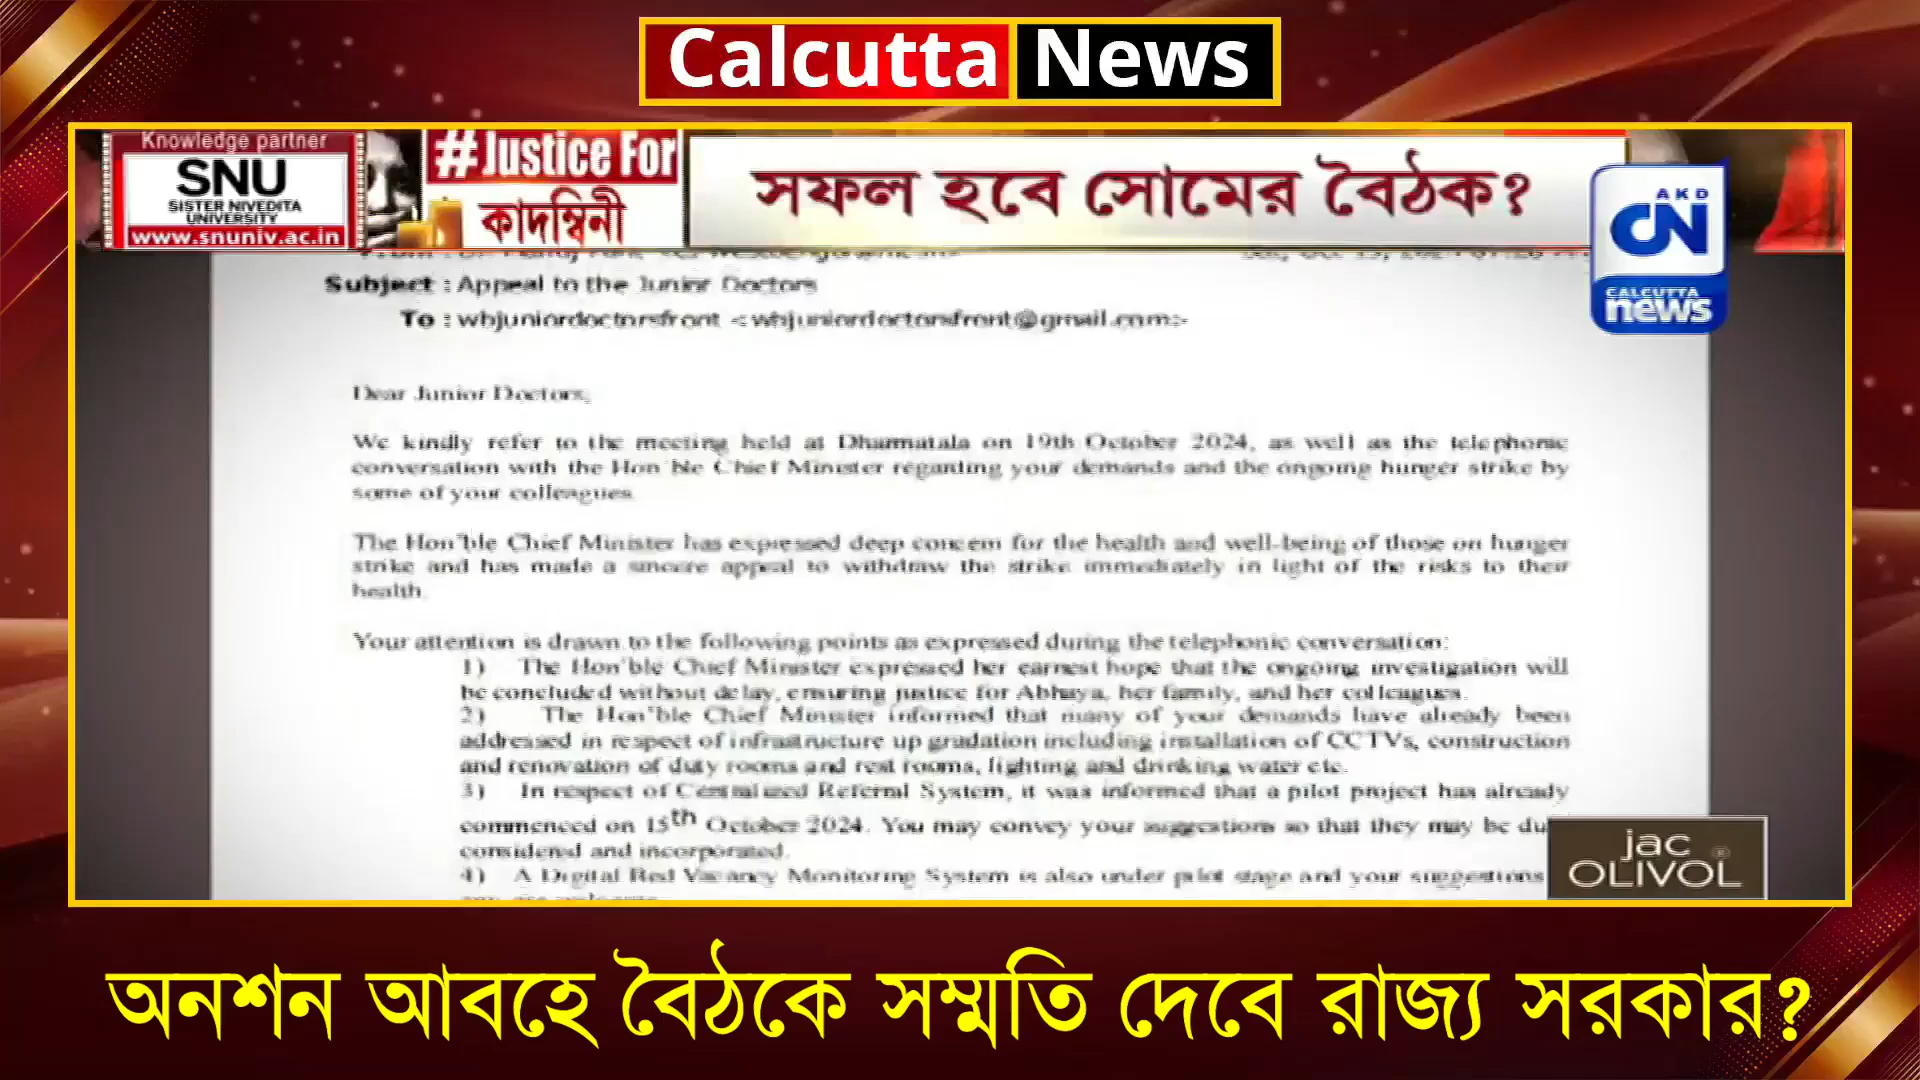 Calcutta News
Knowledge partner
SNU
SISTER NIVEDITA
UNIVERSITY
www.snuniv.ac.in
#Justice For
কাদম্বিনী
সফল হবে সোমের বৈঠক?
AKD
CN
CALCUTTA
news
Subject : Appeal to the Junior Doctors
To : wbjuniordoctorsfront <wbjuniordoctorsfront@gmail.com>
Dear Junior Doctors,
We kindly refer to the meeting held at Dharmatala on 19th October 2024, as well as the telephonic
conversation with the Hon'ble Chief Minister regarding your demands and the ongoing hunger strike by
some of your colleagues.
The Hon'ble Chief Minister has expressed deep concern for the health and well-being of those on hunger
strike and has made a sincere appeal to withdraw the strike immediately in light of the risks to their
health.
Your attention is drawn to the following points as expressed during the telephonic conversation:
1) The Hon'ble Chief Minister expressed her earnest hope that the ongoing investigation will
be concluded without delay, ensuring justice for Abhaya, her family, and her colleagues.
2) The Hon'ble Chief Minister informed that many of your demands have already been
addressed in respect of infrastructure up gradation including installation of CCTVs, construction
and renovation of duty rooms and rest rooms, lighting and drinking water etc.
3) In respect of Centralized Referral System, it was informed that a pilot project has already
commenced on 15th October 2024. You may convey your suggestions so that they may be du
considered and incorporated.
4) A Digital Bed Vacancy Monitoring System is also under pilot stage and your suggestions
jac
OLIVOL
অনশন আবহে বৈঠকে সম্মতি দেবে রাজ্য সরকার?